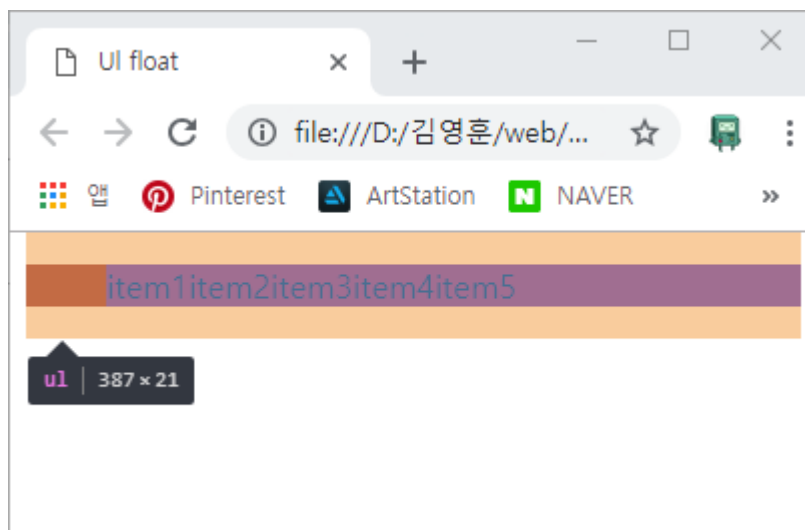 Ul float
file:///D:/김영훈/web/...
앱 Pinterest ArtStation NAVER »
item1item2item3item4item5
ul 387 × 21